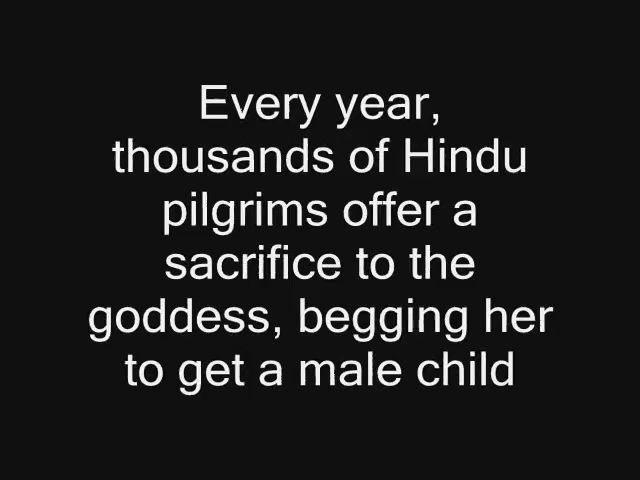 Every year,
thousands of Hindu
pilgrims offer a
sacrifice to the
goddess, begging her
to get a male child